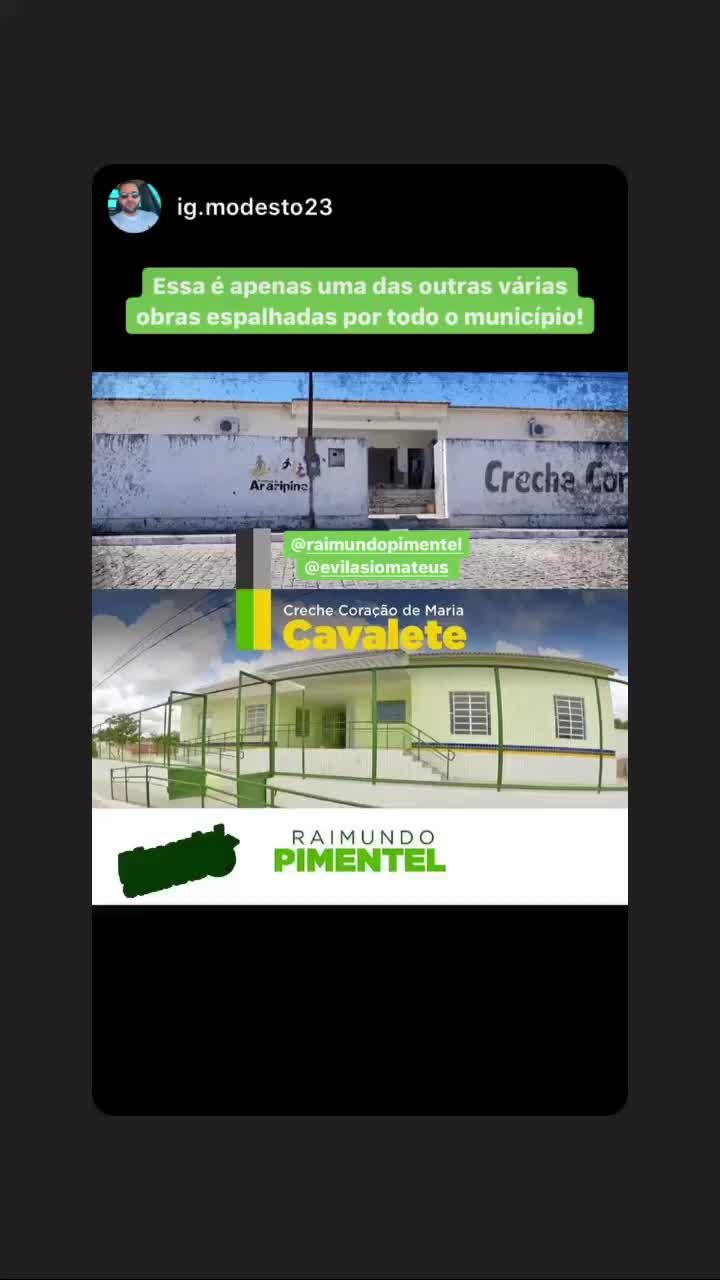 ig.modesto23
Essa é apenas uma das outras várias
obras espalhadas por todo o município!
Araripina
Crecha Cor
@raimundopimentel
@evilasiomateus
Creche Coração de Maria
Cavalete
RAIMUNDO
PIMENTEL